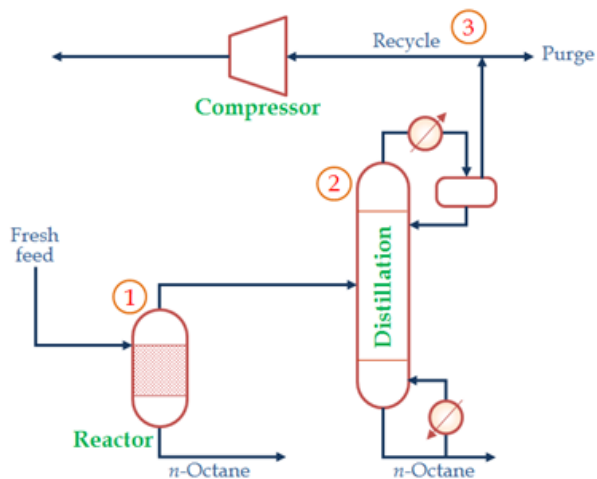 3
Recycle
Purge
Compressor
2
Fresh
feed
1
Distillation
Reactor
n-Octane
n-Octane